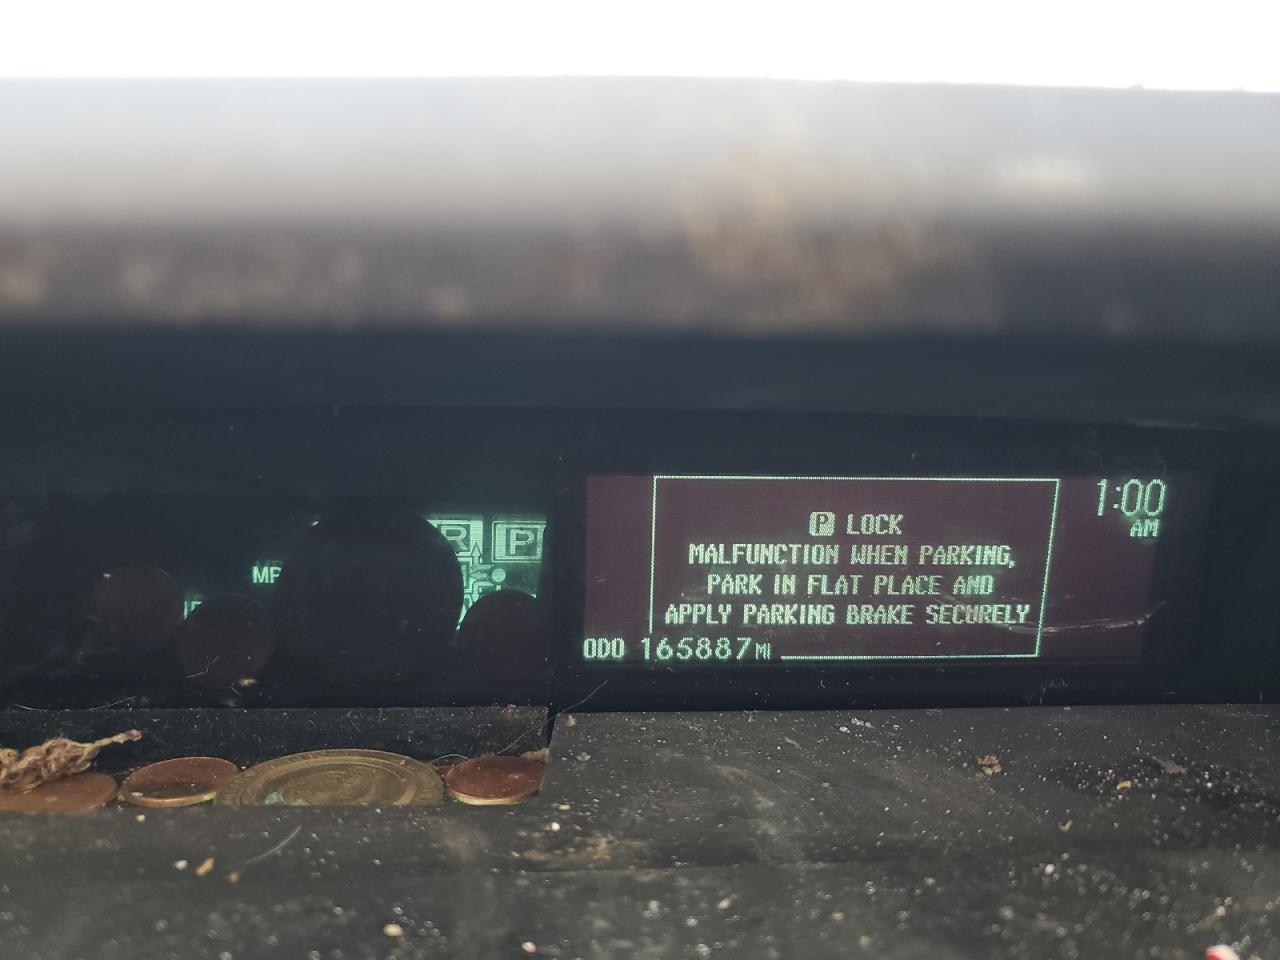 1:00
AM
P LOCK
MALFUNCTION WHEN PARKING,
PARK IN FLAT PLACE AND
APPLY PARKING BRAKE SECURELY
ODO 165887 MI
R P